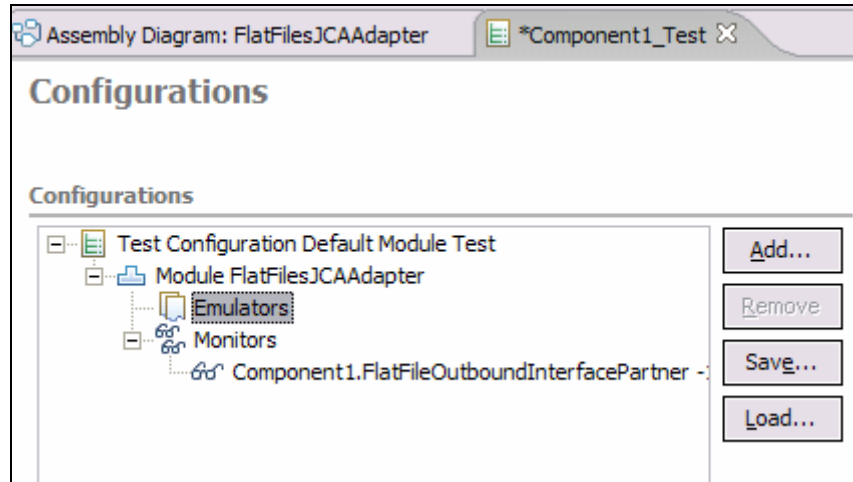 Assembly Diagram: FlatFilesJCAAdapter
*Component1_Test
Configurations
Configurations
Test Configuration Default Module Test
Add...
Module FlatFilesJCAAdapter
Emulators
Remove
Monitors
Component1.FlatFileOutboundInterfacePartner -
Save...
Load...